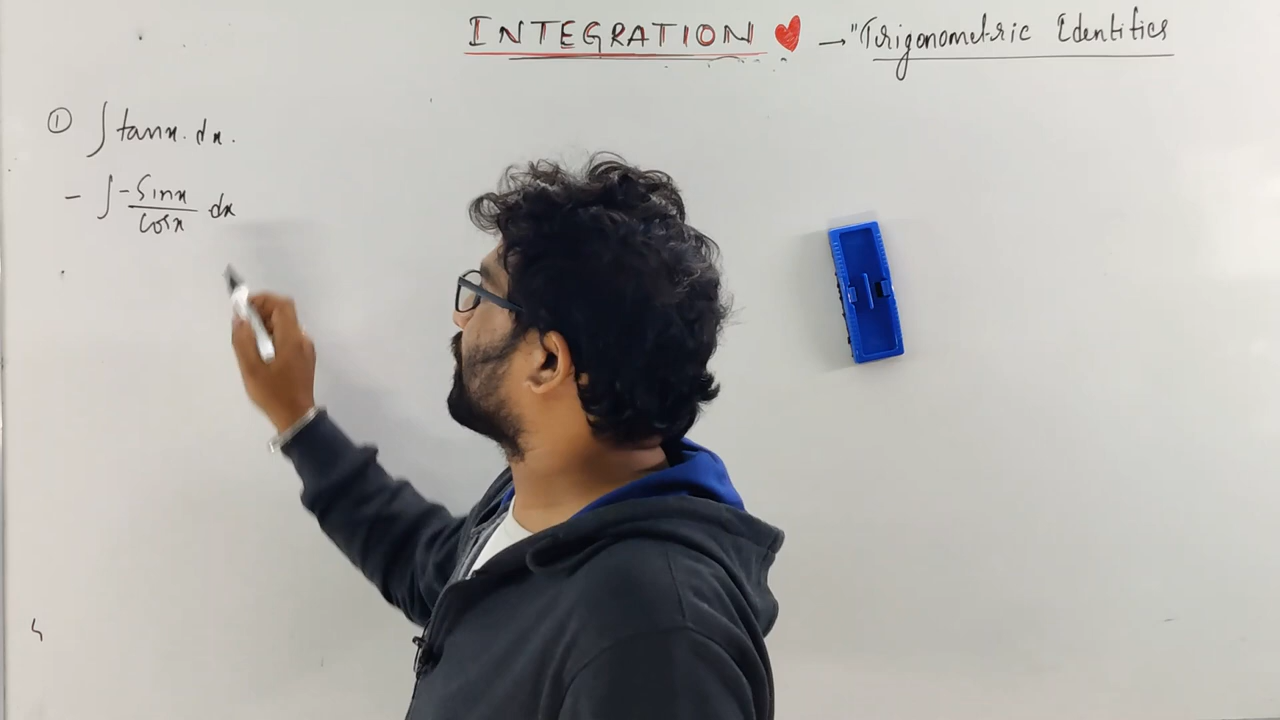 INTEGRATION ❤ → "Trigonometric Identities
① ∫ tanx. dx.
- ∫ -Sinx/Cosx dx